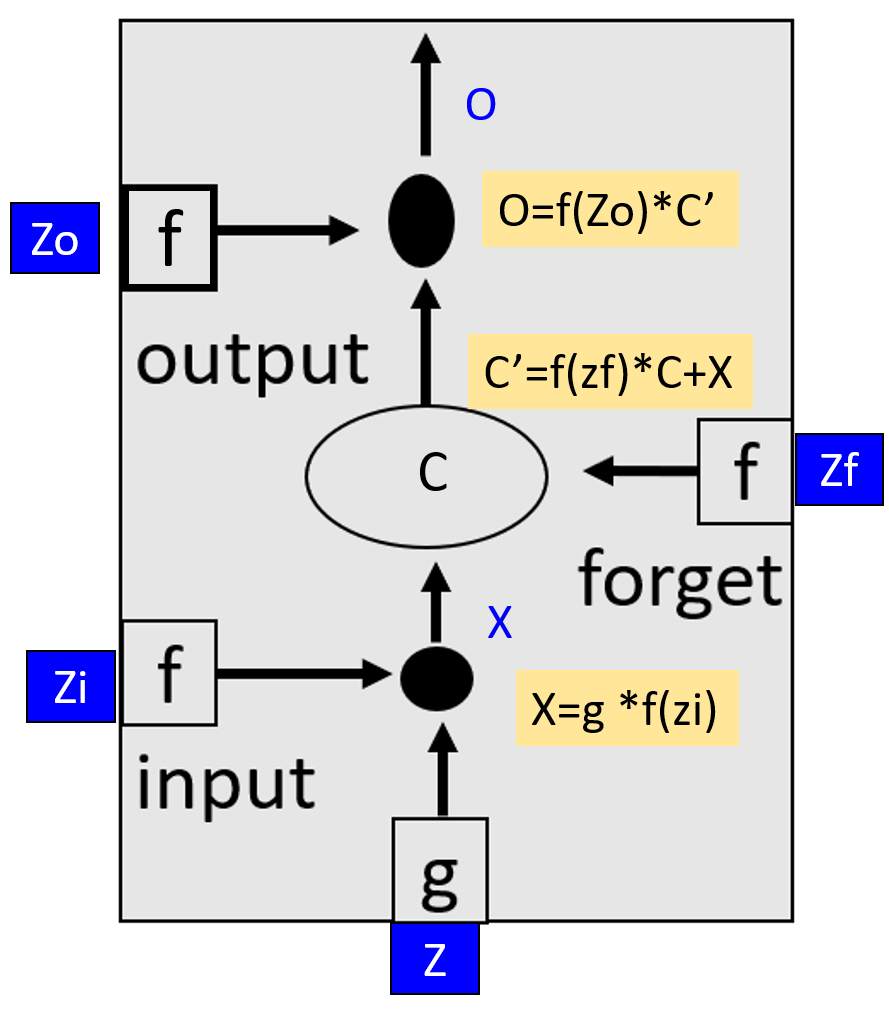 O
O=f(Zo)*C’
Zo
f
output
C’=f(zf)*C+X
C
f
Zf
forget
X
f
Zi
X=g *f(zi)
input
g
Z